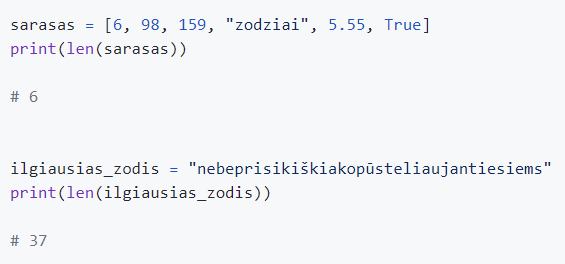 sarasas = [6, 98, 159, "zodziai", 5.55, True]
print(len(sarasas))
# 6
ilgiausias_zodis = "nebeprisikiškiakopūsteliaujantiesiems"
print(len(ilgiausias_zodis))
# 37